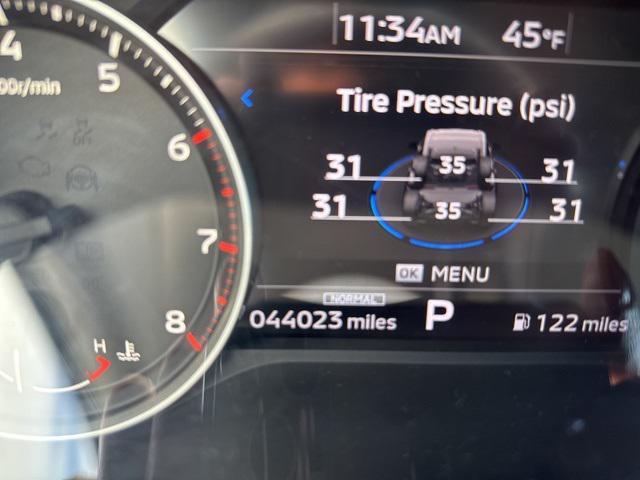 11:34AM 45°F
4
5
00r/min
Tire Pressure (psi)
6
31 35 31
31 35 31
7
OK MENU
NORMAL
8
044023 miles P 122 miles
H